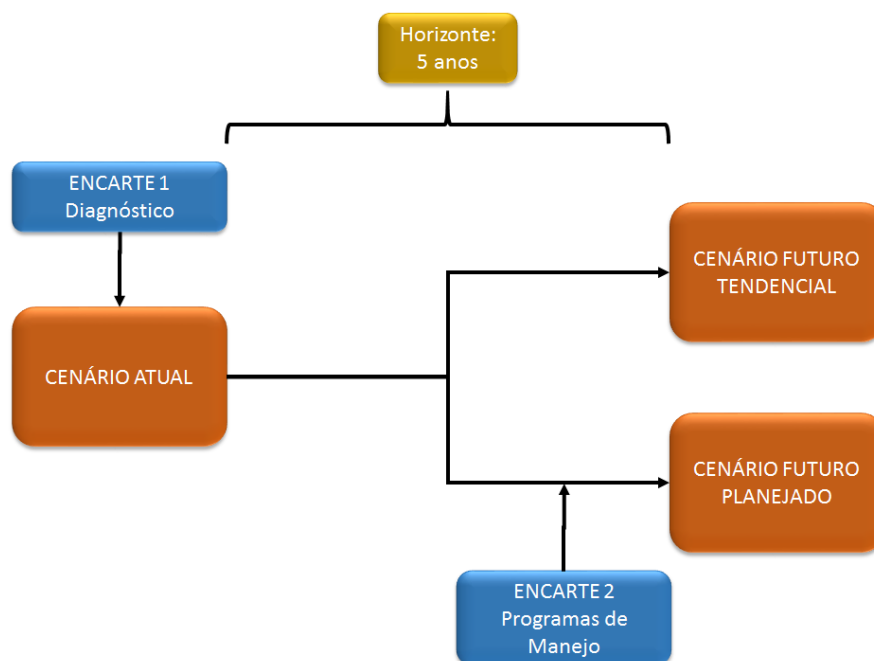 Horizonte:
5 anos
ENCARTE 1
Diagnóstico
CENÁRIO FUTURO
TENDENCIAL
CENÁRIO ATUAL
CENÁRIO FUTURO
PLANEJADO
ENCARTE 2
Programas de
Manejo